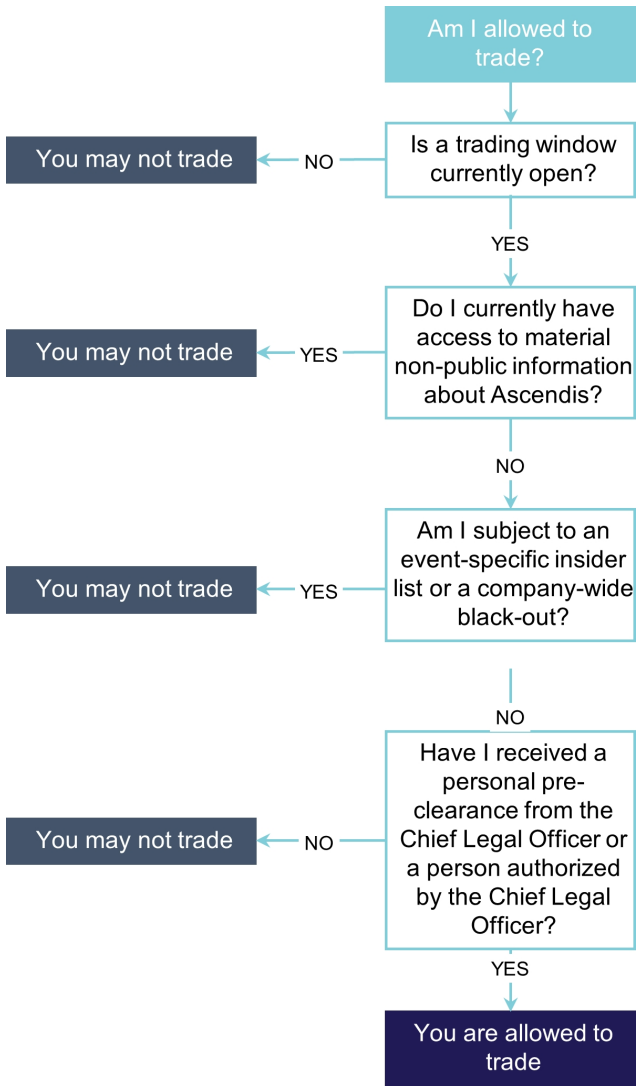 Am I allowed to
trade?
Is a trading window
currently open?
NO
You may not trade
YES
Do I currently have
access to material
non-public information
about Ascendis?
YES
You may not trade
NO
Am I subject to an
event-specific insider
list or a company-wide
black-out?
YES
You may not trade
NO
Have I received a
personal pre-
clearance from the
Chief Legal Officer or
a person authorized
by the Chief Legal
Officer?
NO
You may not trade
YES
You are allowed to
trade